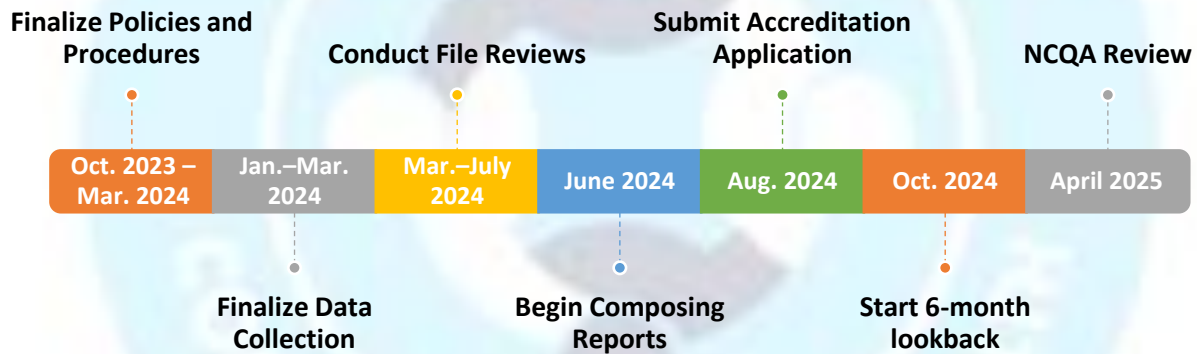 Finalize Policies and
Procedures
Conduct File Reviews
Submit Accreditation
Application
NCQA Review
Oct. 2023 –
Mar. 2024
Jan.–Mar.
2024
Mar.–July
2024
June 2024
Aug. 2024
Oct. 2024
April 2025
Finalize Data
Collection
Begin Composing
Reports
Start 6-month
lookback